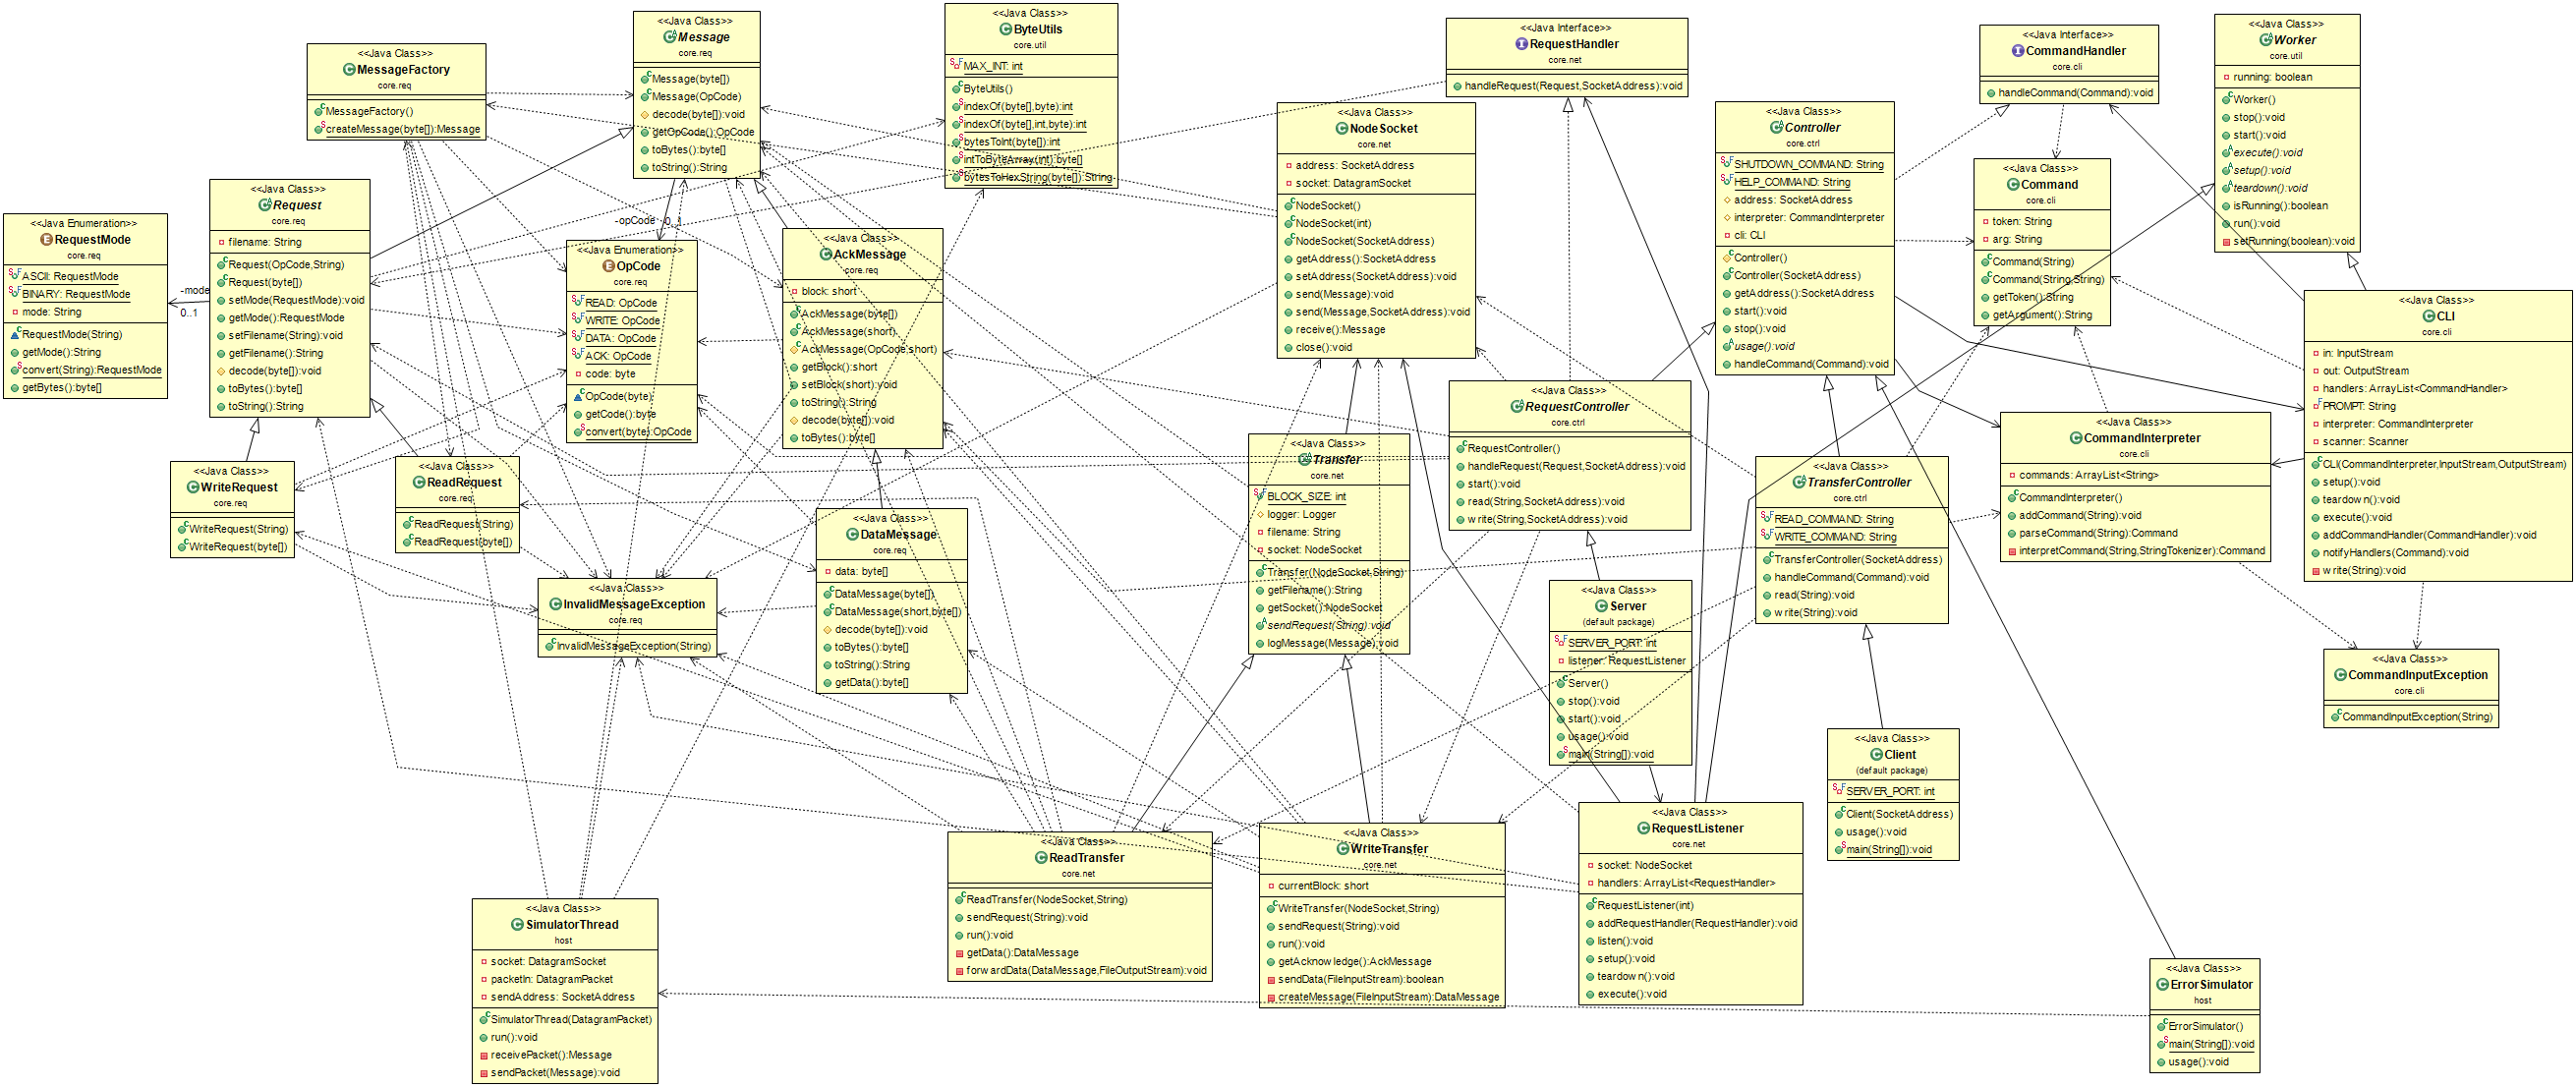 <<Java Class>>
MessageFactory
core.req
MessageFactory()
createMessage(byte[]):Message
<<Java Class>>
Message
core.req
Message(byte[])
Message(OpCode)
decode(byte[]):void
getOpCode():OpCode
toBytes():byte[]
toString():String
<<Java Class>>
ByteUtils
core.util
MAX_INT: int
ByteUtils()
indexOf(byte[],byte):int
indexOf(byte[],int,byte):int
bytesToInt(byte[]):int
intToByteArray(int):byte[]
bytesToHexString(byte[]):String
<<Java Interface>>
RequestHandler
core.net
handleRequest(Request,SocketAddress):void
<<Java Interface>>
CommandHandler
core.cli
handleCommand(Command):void
<<Java Class>>
Worker
core.util
running: boolean
Worker()
stop():void
start():void
execute():void
setup():void
teardown():void
isRunning():boolean
run():void
setRunning(boolean):void
<<Java Class>>
NodeSocket
core.net
address: SocketAddress
socket: DatagramSocket
NodeSocket()
NodeSocket(int)
NodeSocket(SocketAddress)
getAddress():SocketAddress
setAddress(SocketAddress):void
send(Message):void
send(Message,SocketAddress):void
receive():Message
close():void
<<Java Class>>
Controller
core.ctrl
SHUTDOWN_COMMAND: String
HELP_COMMAND: String
address: SocketAddress
interpreter: CommandInterpreter
cli: CLI
Controller()
Controller(SocketAddress)
getAddress():SocketAddress
start():void
stop():void
usage():void
handleCommand(Command):void
<<Java Class>>
Command
core.cli
token: String
arg: String
Command(String)
Command(String,String)
getToken():String
getArgument():String
<<Java Enumeration>>
RequestMode
core.req
ASCII: RequestMode
BINARY: RequestMode
mode: String
RequestMode(String)
getMode():String
convert(String):RequestMode
getBytes():byte[]
-mode
0..1
<<Java Class>>
Request
core.req
filename: String
Request(OpCode,String)
Request(byte[])
setMode(RequestMode):void
getMode():RequestMode
setFilename(String):void
getFilename():String
decode(byte[]):void
toBytes():byte[]
toString():String
-opCode
0..1
<<Java Enumeration>>
OpCode
core.req
READ: OpCode
WRITE: OpCode
DATA: OpCode
ACK: OpCode
code: byte
OpCode(byte)
getCode():byte
convert(byte):OpCode
<<Java Class>>
AckMessage
core.req
block: short
AckMessage(byte[])
AckMessage(short)
AckMessage(OpCode,short)
getBlock():short
setBlock(short):void
toString():String
decode(byte[]):void
toBytes():byte[]
<<Java Class>>
CLI
core.cli
in: InputStream
out: OutputStream
handlers: ArrayList<CommandHandler>
PROMPT: String
interpreter: CommandInterpreter
scanner: Scanner
CLI(CommandInterpreter,InputStream,OutputStream)
setup():void
teardown():void
execute():void
addCommandHandler(CommandHandler):void
notifyHandlers(Command):void
write(String):void
<<Java Class>>
RequestController
core.ctrl
RequestController()
handleRequest(Request,SocketAddress):void
start():void
read(String,SocketAddress):void
write(String,SocketAddress):void
<<Java Class>>
CommandInterpreter
core.cli
commands: ArrayList<String>
CommandInterpreter()
addCommand(String):void
parseCommand(String):Command
interpretCommand(String,StringTokenizer):Command
<<Java Class>>
WriteRequest
core.req
WriteRequest(String)
WriteRequest(byte[])
<<Java Class>>
ReadRequest
core.req
ReadRequest(String)
ReadRequest(byte[])
<<Java Class>>
Transfer
core.net
BLOCK_SIZE: int
logger: Logger
filename: String
socket: NodeSocket
Transfer(NodeSocket,String)
getFilename():String
getSocket():NodeSocket
sendRequest(String):void
logMessage(Message):void
<<Java Class>>
TransferController
core.ctrl
READ_COMMAND: String
WRITE_COMMAND: String
TransferController(SocketAddress)
handleCommand(Command):void
read(String):void
write(String):void
<<Java Class>>
DataMessage
core.req
data: byte[]
DataMessage(byte[])
DataMessage(short,byte[])
decode(byte[]):void
toBytes():byte[]
toString():String
getData():byte[]
<<Java Class>>
InvalidMessageException
core.req
InvalidMessageException(String)
<<Java Class>>
Server
(default package)
SERVER_PORT: int
listener: RequestListener
Server()
stop():void
start():void
usage():void
main(String[]):void
<<Java Class>>
CommandInputException
core.cli
CommandInputException(String)
<<Java Class>>
Client
(default package)
SERVER_PORT: int
Client(SocketAddress)
usage():void
main(String[]):void
<<Java Class>>
ReadTransfer
core.net
ReadTransfer(NodeSocket,String)
sendRequest(String):void
run():void
getData():DataMessage
forwardData(DataMessage,FileOutputStream):void
<<Java Class>>
WriteTransfer
core.net
currentBlock: short
WriteTransfer(NodeSocket,String)
sendRequest(String):void
run():void
getAcknowledge():AckMessage
sendData(FileInputStream):boolean
createMessage(FileInputStream):DataMessage
<<Java Class>>
RequestListener
core.net
socket: NodeSocket
handlers: ArrayList<RequestHandler>
RequestListener(int)
addRequestHandler(RequestHandler):void
listen():void
setup():void
teardown():void
execute():void
<<Java Class>>
SimulatorThread
host
socket: DatagramSocket
packetIn: DatagramPacket
sendAddress: SocketAddress
SimulatorThread(DatagramPacket)
run():void
receivePacket():Message
sendPacket(Message):void
<<Java Class>>
ErrorSimulator
host
ErrorSimulator()
main(String[]):void
usage():void